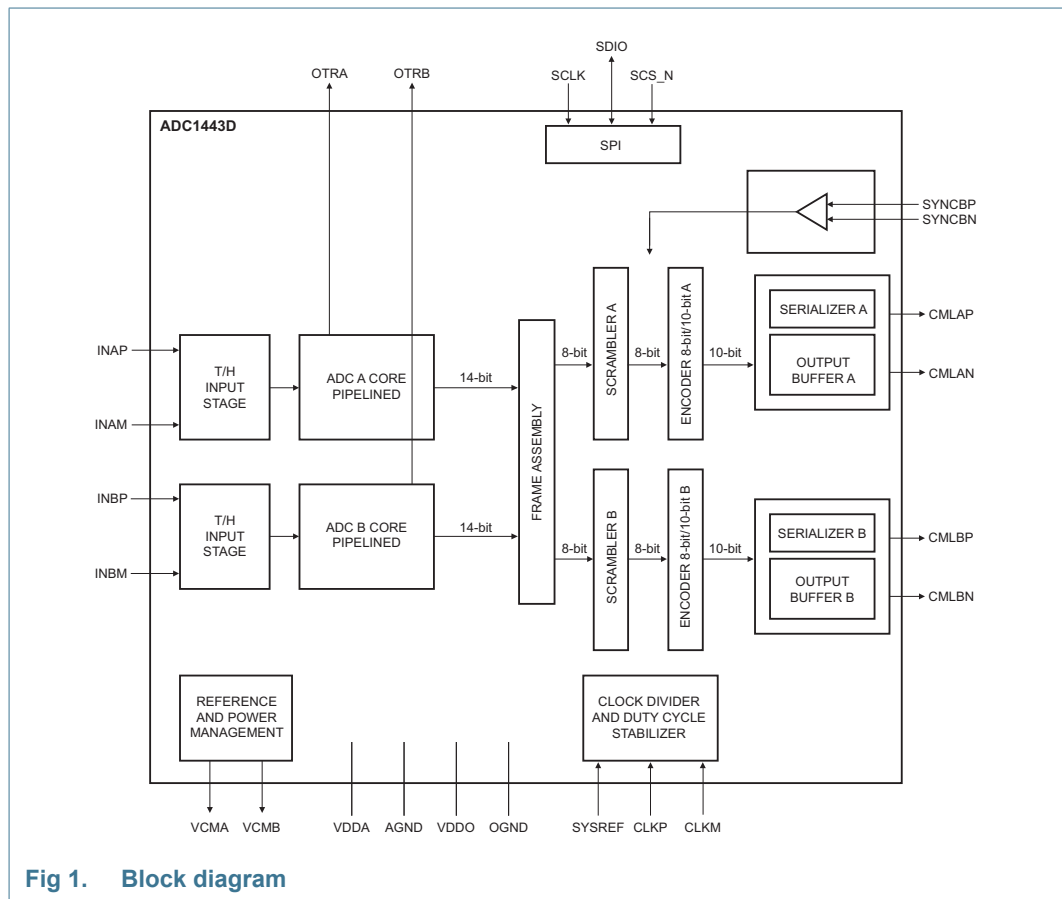 SDIO
OTRA
OTRB
SCLK
SCS_N
ADC1443D
SPI
SYNCBP
SYNCBN
SCRAMBLER A
ENCODER 8-bit/10-bit A
SERIALIZER A
CMLAP
INAP
T/H
INPUT
STAGE
ADC A CORE
PIPELINED
14-bit
8-bit
8-bit
10-bit
OUTPUT
BUFFER A
CMLAN
INAM
FRAME ASSEMBLY
INBP
T/H
INPUT
STAGE
ADC B CORE
PIPELINED
14-bit
8-bit
SCRAMBLER B
8-bit
ENCODER 8-bit/10-bit B
10-bit
SERIALIZER B
CMLBP
OUTPUT
BUFFER B
CMLBN
INBM
REFERENCE
AND POWER
MANAGEMENT
CLOCK DIVIDER
AND DUTY CYCLE
STABILIZER
VCMA
VCMB
VDDA
AGND
VDDO
OGND
SYSREF
CLKP
CLKM
Fig 1. Block diagram